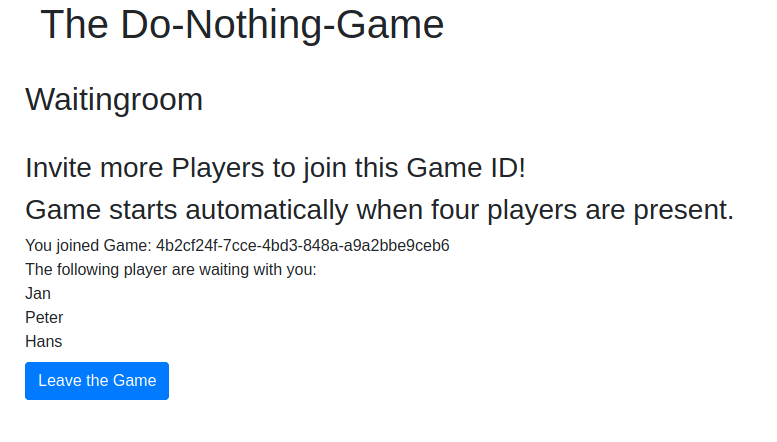 The Do-Nothing-Game
Waitingroom
Invite more Players to join this Game ID!
Game starts automatically when four players are present.
You joined Game: 4b2cf24f-7cce-4bd3-848a-a9a2bbe9ceb6
The following player are waiting with you:
Jan
Peter
Hans
Leave the Game